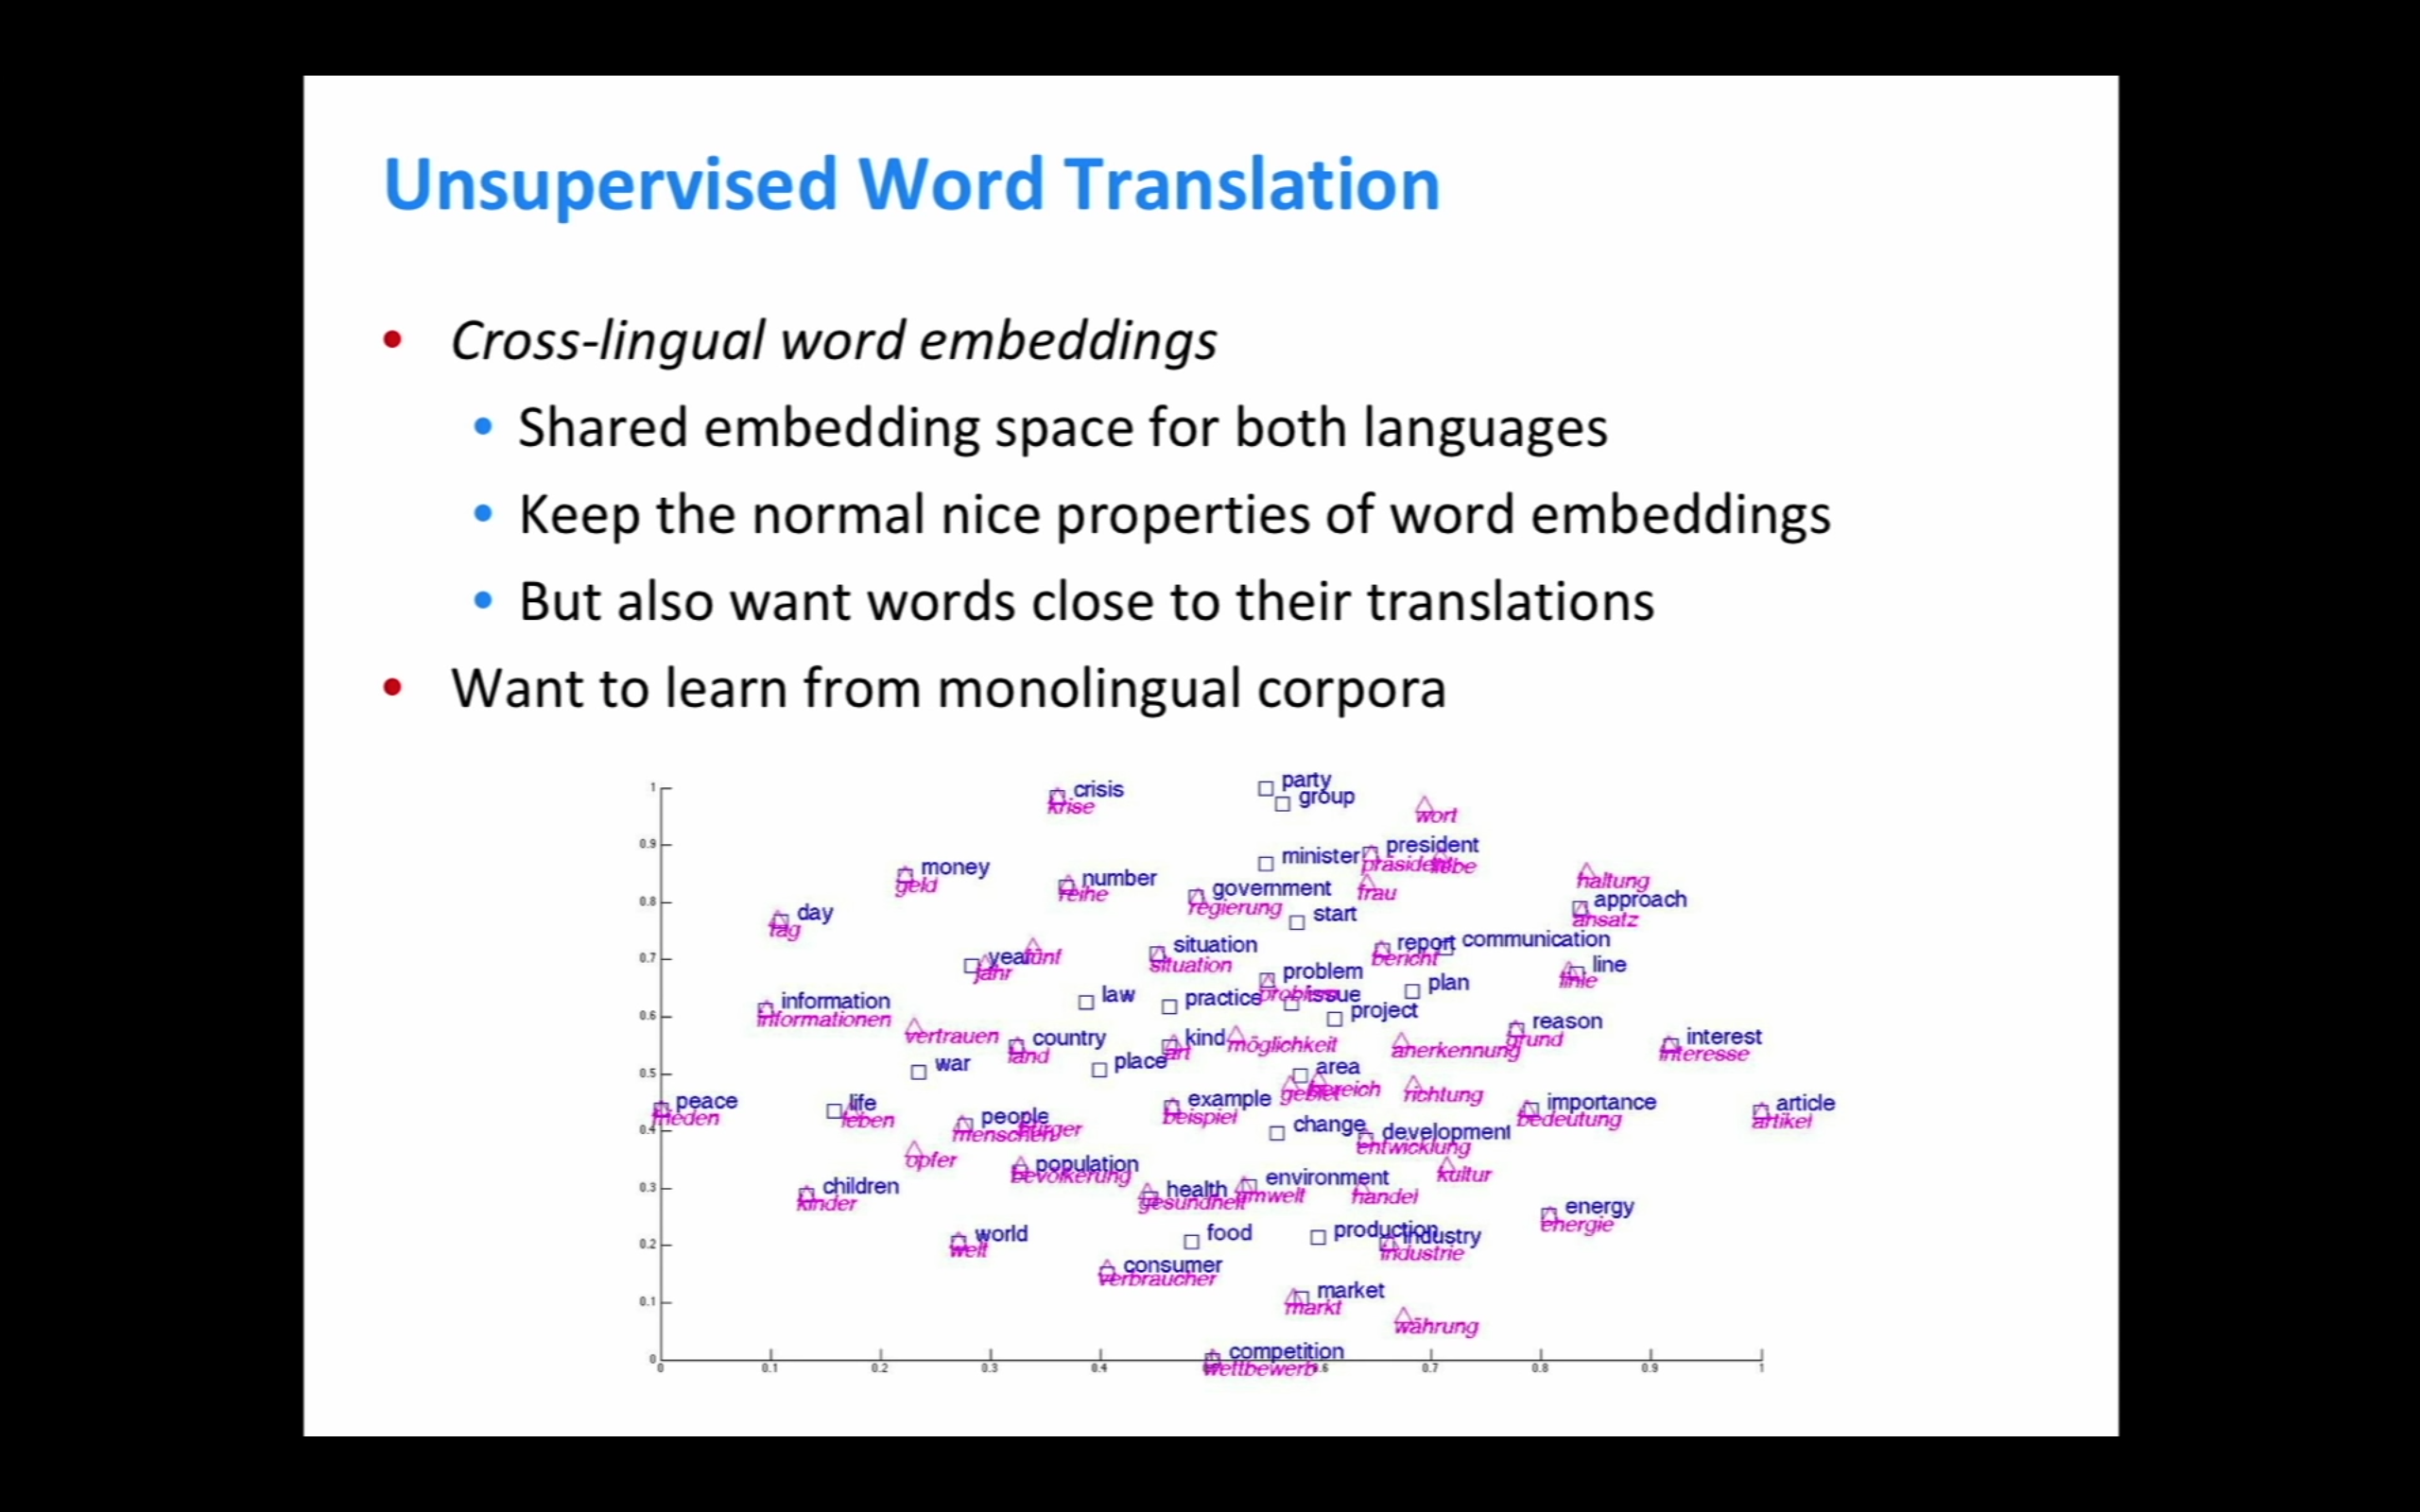 Unsupervised Word Translation
Cross-lingual word embeddings
Shared embedding space for both languages
Keep the normal nice properties of word embeddings
But also want words close to their translations
Want to learn from monolingual corpora
1
0.9
0.8
0.7
0.6
0.5
0.4
0.3
0.2
0.1
0
0 0.1 0.2 0.3 0.4 0.6 0.7 0.8 0.9 1
crisis
krise
party
group
wort
president
präsident
liebe
minister
frau
money
geld
number
reihe
government
regierung
haltung
approach
ansatz
day
tag
start
year
jahr
fünf
situation
situation
report
bericht
communication
line
linie
problem
problem
issue
plan
law
practice
project
information
informationen
vertrauen
country
land
kind
art
möglichkeit
anerkennung
reason
grund
interest
interesse
war
place
area
gebiet
bereich
richtung
peace
frieden
life
leben
people
menschen
bürger
example
beispiel
change
development
entwicklung
importance
bedeutung
article
artikel
opfer
population
bevölkerung
kultur
children
kinder
health
gesundheit
environment
umwelt
handel
energy
energie
world
welt
food
production
industry
industrie
consumer
verbraucher
market
markt
währung
competition
wettbewerb